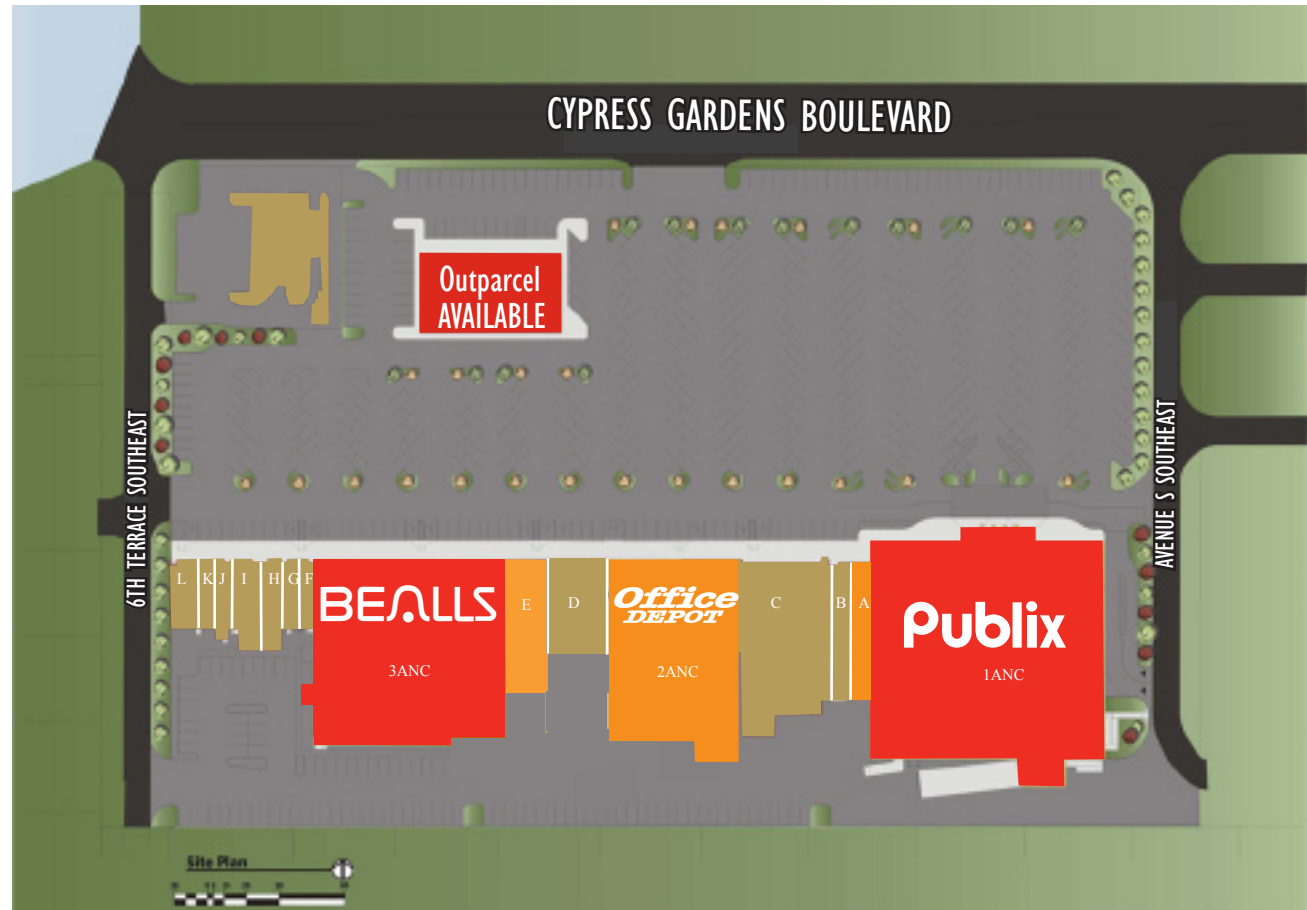 CYPRESS GARDENS BOULEVARD
Outparcel
AVAILABLE
6TH TERRACE SOUTHEAST
AVENUE S SOUTHEAST
L
K
J
I
H
G
F
BEALLS
3ANC
E
D
Office
DEPOT
2ANC
C
B
A
Publix
1ANC
Site Plan